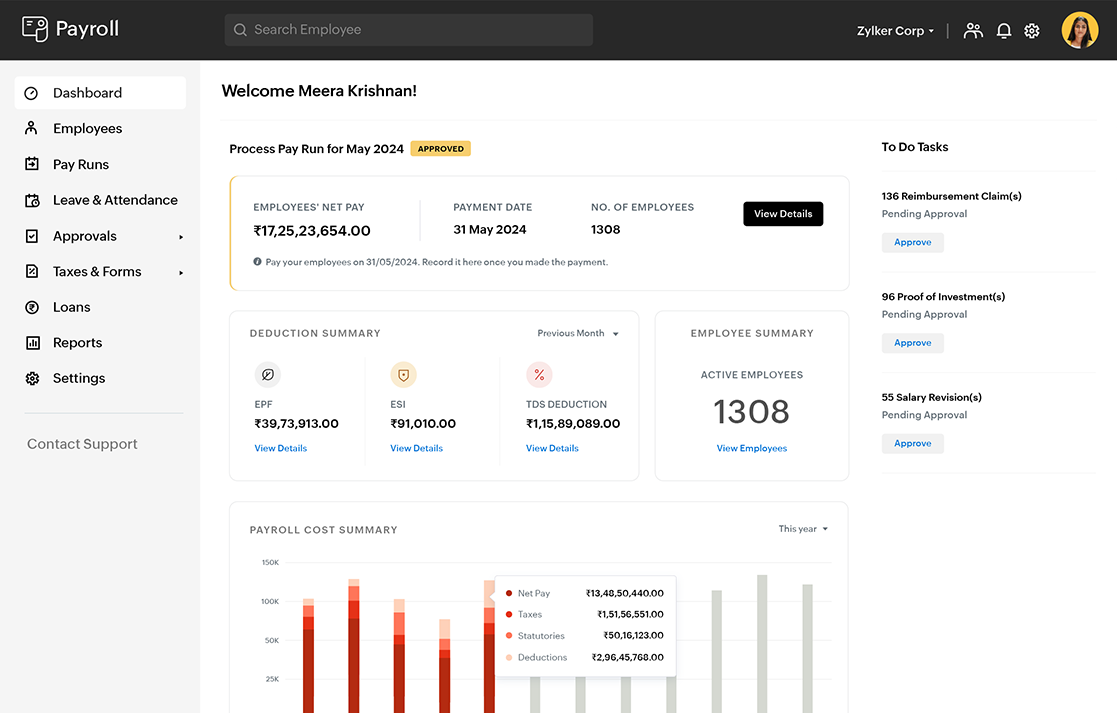 Payroll
Search Employee
Zylker Corp
Dashboard
Employees
Pay Runs
Leave & Attendance
Approvals
Taxes & Forms
Loans
Reports
Settings
Contact Support
Welcome Meera Krishnan!
Process Pay Run for May 2024 APPROVED
EMPLOYEES' NET PAY
₹17,25,23,654.00
PAYMENT DATE
31 May 2024
NO. OF EMPLOYEES
1308
View Details
Pay your employees on 31/05/2024. Record it here once you made the payment.
DEDUCTION SUMMARY
Previous Month
EPF
₹39,73,913.00
View Details
ESI
₹91,010.00
View Details
TDS DEDUCTION
₹1,15,89,089.00
View Details
EMPLOYEE SUMMARY
ACTIVE EMPLOYEES
1308
View Employees
PAYROLL COST SUMMARY
This year
150K
100K
50K
25K
Net Pay ₹13,48,50,440.00
Taxes ₹1,51,56,551.00
Statutories ₹50,16,123.00
Deductions ₹2,96,45,768.00
To Do Tasks
136 Reimbursement Claim(s)
Pending Approval
Approve
96 Proof of Investment(s)
Pending Approval
Approve
55 Salary Revision(s)
Pending Approval
Approve